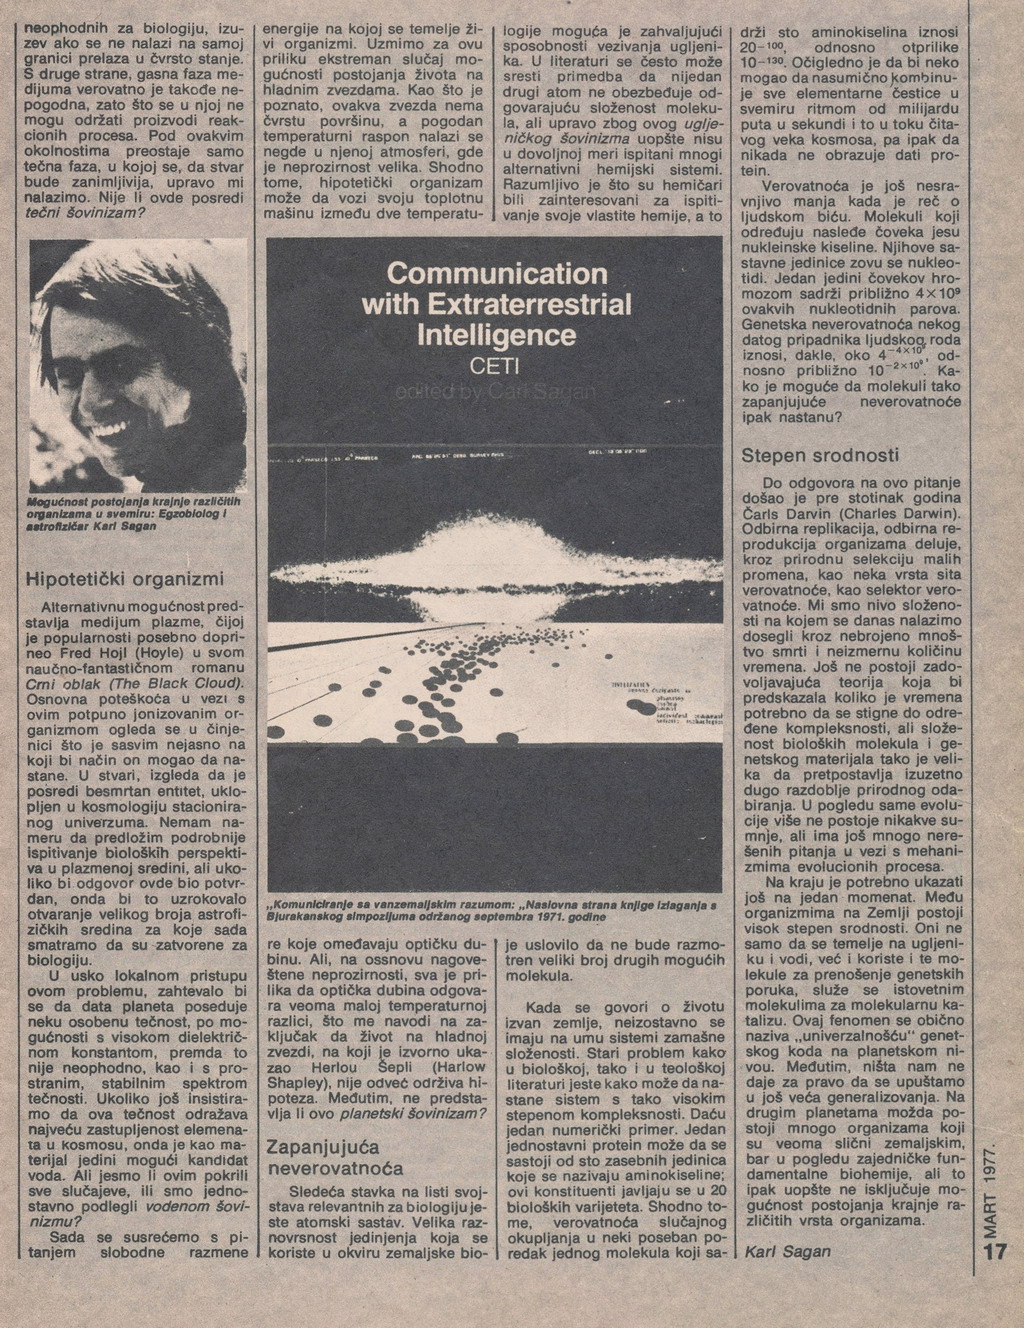 neophodnih za biologiju, izu-
zev ako se ne nalazi na samoj
granici prelaza u čvrsto stanje.
S druge strane, gasna faza me-
dijuma verovatno je takođe ne-
pogodna, zato što se u njoj ne
mogu održati proizvodi reak-
cionih procesa. Pod ovakvim
okolnostima preostaje samo
tečna faza, u kojoj se, da stvar
bude zanimljivija, upravo mi
nalazimo. Nije li ovde posredi
tečni šovinizam?
Mogućnost postojanja krajnje različitih
organizama u svemiru: Egzobiolog i
astrofizičar Karl Sagan
Hipotetički organizmi
Alternativnu mogućnost pred-
stavlja medijum plazme, čijoj
je popularnosti posebno dopri-
neo Fred Hojl (Hoyle) u svom
naučno-fantastičnom romanu
Crni oblak (The Black Cloud).
Osnovna poteškoća u vezi s
ovim potpuno jonizovanim or-
ganizmom ogleda se u činje-
nici što je sasvim nejasno na
koji bi način on mogao da na-
stane. U stvari, izgleda da je
posredi besmrtan entitet, uklo-
pljen u kosmologiju stacionira-
nog univerzuma. Nemam na-
meru da predložim podrobnije
ispitivanje bioloških perspekti-
va u plazmenoj sredini, ali uko-
liko bi odgovor ovde bio potvr-
dan, onda bi to uzrokovalo
otvaranje velikog broja astrofi-
zičkih sredina za koje sada
smatramo da su zatvorene za
biologiju.
U usko lokalnom pristupu
ovom problemu, zahtevalo bi
se da data planeta poseduje
neku osobenu tečnost, po mo-
gućnosti s visokom dielektrič-
nom konstantom, premda to
nije neophodno, kao i s pro-
stranim, stabilnim spektrom
tečnosti. Ukoliko još insistira-
mo da ova tečnost odražava
najveću zastupljenost elemena-
ta u kosmosu, onda je kao ma-
terijal jedini mogući kandidat
voda. Ali jesmo li ovim pokrili
sve slučajeve, ili smo jedno-
stavno podlegli vodenom šovi-
nizmu?
Sada se susrećemo s pi-
tanjem slobodne razmene
energije na kojoj se temelje ži-
vi organizmi. Uzmimo za ovu
priliku ekstreman slučaj mo-
gućnosti postojanja života na
hladnim zvezdama. Kao što je
poznato, ovakva zvezda nema
čvrstu površinu, a pogodan
temperaturni raspon nalazi se
negde u njenoj atmosferi, gde
je neprozirnost velika. Shodno
tome, hipotetički organizam
može da vozi svoju toplotnu
mašinu između dve temperatu-
Communication
with Extraterrestrial
Intelligence
CETI
edited by Carl Sagan
„Komuniciranje sa vanzemaljskim razumom: „Naslovna strana knjige izlaganja s
Bjurakanskog simpozijuma održanog septembra 1971. godine
re koje omeđavaju optičku du-
binu. Ali, na ossnovu nagove-
štene neprozirnosti, sva je pri-
lika da optička dubina odgova-
ra veoma maloj temperaturnoj
razlici, što me navodi na za-
ključak da život na hladnoj
zvezdi, na koji je izvorno uka-
zao Herlou Šepli (Harlow
Shapley), nije odveć održiva hi-
poteza. Međutim, ne predsta-
vlja li ovo planetski šovinizam?
Zapanjujuća
neverovatnoća
Sledeća stavka na listi svoj-
stava relevantnih za biologiju je-
ste atomski sastav. Velika raz-
novrsnost jedinjenja koja se
koriste u okviru zemaljske bio-
logije moguća je zahvaljujući
sposobnosti vezivanja ugljeni-
ka. U literaturi se često može
sresti primedba da nijedan
drugi atom ne obezbeđuje od-
govarajuću složenost moleku-
la, ali upravo zbog ovog uglje-
ničkog šovinizma uopšte nisu
u dovoljnoj meri ispitani mnogi
alternativni hemijski sistemi.
Razumljivo je što su hemičari
bili zainteresovani za ispiti-
vanje svoje vlastite hemije, a to
je uslovilo da ne bude razmo-
tren veliki broj drugih mogućih
molekula.
Kada se govori o životu
izvan zemlje, neizostavno se
imaju na umu sistemi zamašne
složenosti. Stari problem kako
u biološkoj, tako i u teološkoj
literaturi jeste kako može da na-
stane sistem s tako visokim
stepenom kompleksnosti. Daću
jedan numerički primer. Jedan
jednostavni protein može da se
sastoji od sto zasebnih jedinica
koje se nazivaju aminokiseline;
ovi konstituenti javljaju se u 20
bioloških varijeteta. Shodno to-
me, verovatnoća slučajnog
okupljanja u neki poseban po-
redak jednog molekula koji sa-
drži sto aminokiselina iznosi
20⁻¹⁰⁰, odnosno otprilike
10⁻¹³⁰. Očigledno je da bi neko
mogao da nasumično kombinu-
je sve elementarne čestice u
svemiru ritmom od milijardu
puta u sekundi i to u toku čita-
vog veka kosmosa, pa ipak da
nikada ne obrazuje dati pro-
tein.
Verovatnoća je još nesra-
vnjivo manja kada je reč o
ljudskom biću. Molekuli koji
određuju nasleđe čoveka jesu
nukleinske kiseline. Njihove sa-
stavne jedinice zovu se nukleo-
tidi. Jedan jedini čovekov hro-
mozom sadrži približno 4×10⁹
ovakvih nukleotidnih parova.
Genetska neverovatnoća nekog
datog pripadnika ljudskog roda
iznosi, dakle, oko 4⁻⁴ˣ¹⁰⁹, od-
nosno približno 10⁻²ˣ¹⁰⁹. Ka-
ko je moguće da molekuli tako
zapanjujuće neverovatnoće
ipak nastanu?
Stepen srodnosti
Do odgovora na ovo pitanje
došao je pre stotinak godina
Čarls Darvin (Charles Darwin).
Odbirna replikacija, odbirna re-
produkcija organizama deluje,
kroz prirodnu selekciju malih
promena, kao neka vrsta sita
verovatnoće, kao selektor vero-
vatnoće. Mi smo nivo složeno-
sti na kojem se danas nalazimo
dosegli kroz nebrojeno mnoš-
tvo smrti i neizmernu količinu
vremena. Još ne postoji zado-
voljavajuća teorija koja bi
predskazala koliko je vremena
potrebno da se stigne do odre-
đene kompleksnosti, ali slože-
nost bioloških molekula i ge-
netskog materijala tako je veli-
ka da pretpostavlja izuzetno
dugo razdoblje prirodnog oda-
biranja. U pogledu same evolu-
cije više ne postoje nikakve su-
mnje, ali ima još mnogo nere-
šenih pitanja u vezi s mehani-
zmima evolucionih procesa.
Na kraju je potrebno ukazati
još na jedan momenat. Među
organizmima na Zemlji postoji
visok stepen srodnosti. Oni ne
samo da se temelje na ugljeni-
ku i vodi, već i koriste i te mo-
lekule za prenošenje genetskih
poruka, služe se istovetnim
molekulima za molekularnu ka-
talizu. Ovaj fenomen se obično
naziva „univerzalnošću" genet-
skog koda na planetskom ni-
vou. Međutim, ništa nam ne
daje za pravo da se upuštamo
u još veća generalizovanja. Na
drugim planetama možda po-
stoji mnogo organizama koji
su veoma slični zemaljskim,
bar u pogledu zajedničke fun-
damentalne biohemije, ali to
ipak uopšte ne isključuje mo-
gućnost postojanja krajnje ra-
zličitih vrsta organizama.
Karl Sagan
MART 1977.
17